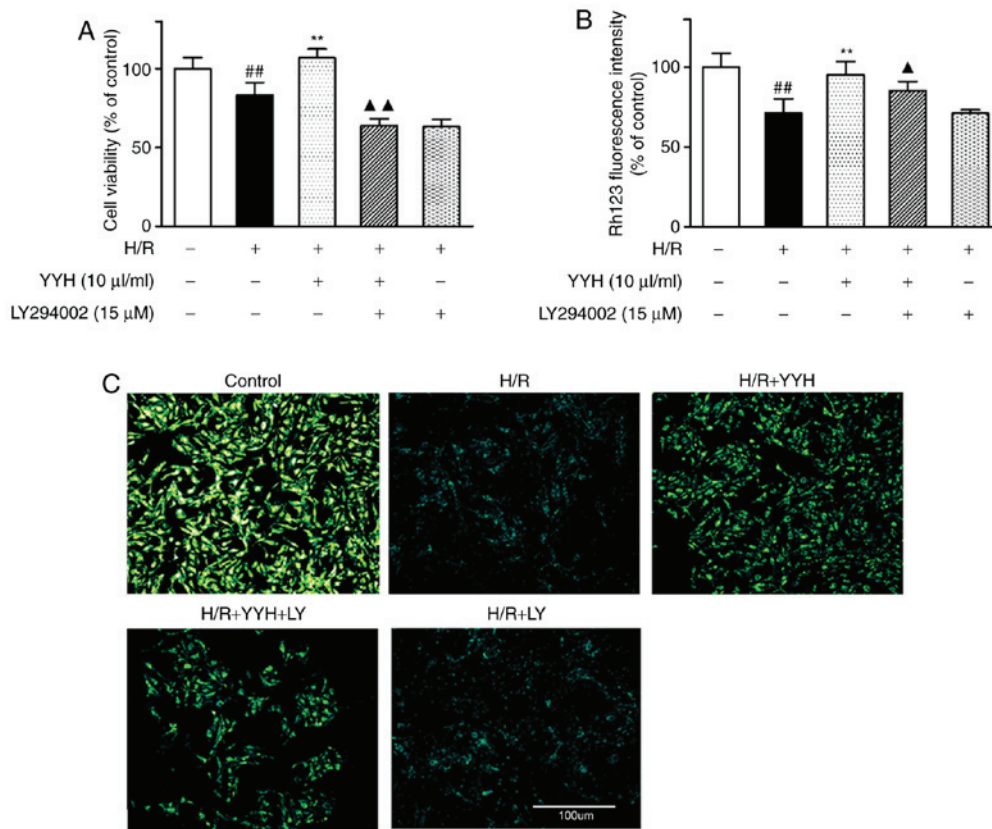 A
Cell viability (% of control)
100
50
0
##
**
▲ ▲
H/R − + + + +
YYH (10 µl/ml) − − + + −
LY294002 (15 µM) − − − + +
B
Rh123 fluorescence intensity
(% of control)
100
50
0
##
**
▲
H/R − + + + +
YYH (10 µl/ml) − − + + −
LY294002 (15 µM) − − − + +
C
Control
H/R
H/R+YYH
H/R+YYH+LY
H/R+LY
100um